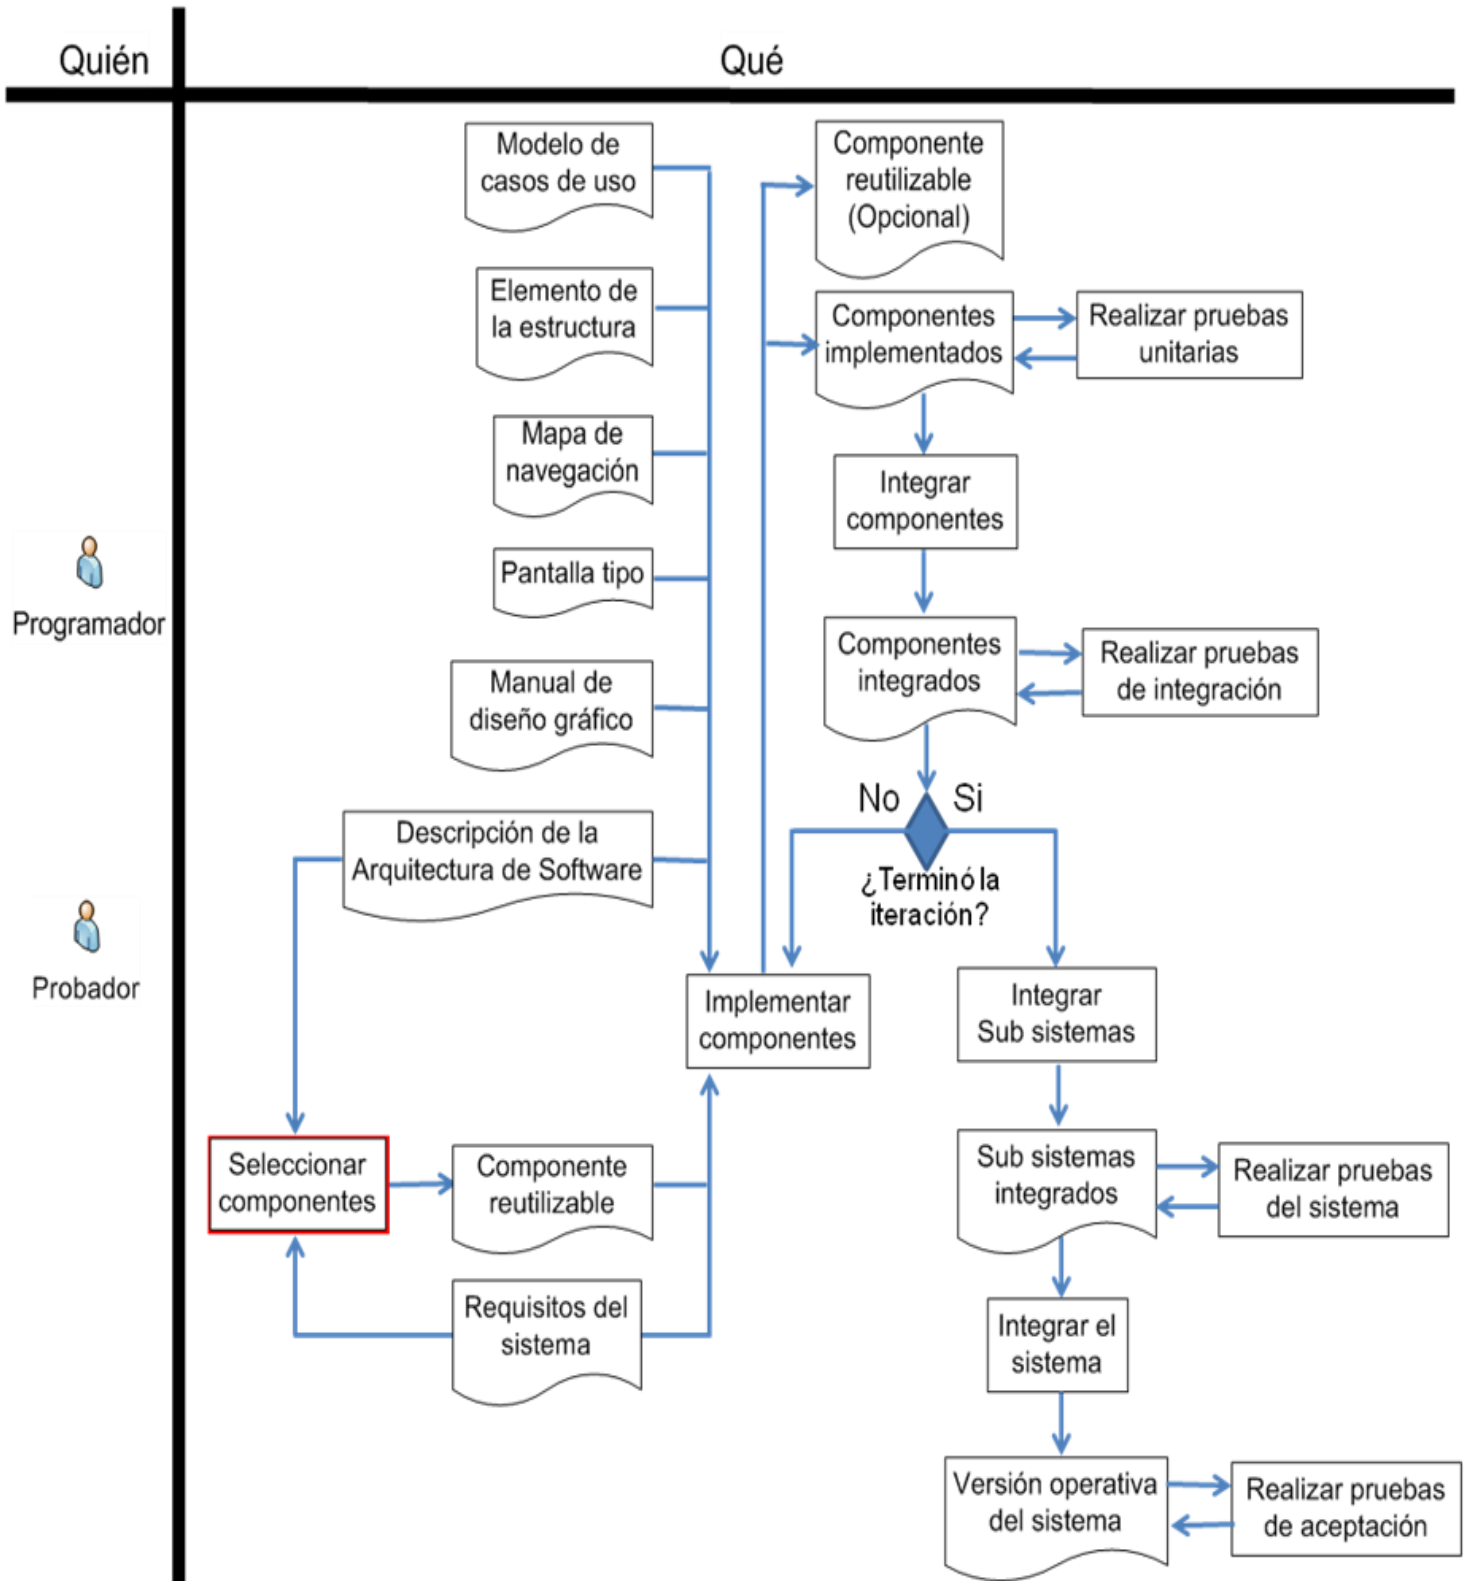 Quién
Qué
Modelo de
casos de uso
Componente
reutilizable
(Opcional)
Elemento de
la estructura
Componentes
implementados
Realizar pruebas
unitarias
Mapa de
navegación
Integrar
componentes
Pantalla tipo
Programador
Componentes
integrados
Realizar pruebas
de integración
Manual de
diseño gráfico
No
Si
¿Terminó la
iteración?
Descripción de la
Arquitectura de Software
Probador
Implementar
componentes
Integrar
Sub sistemas
Seleccionar
componentes
Componente
reutilizable
Sub sistemas
integrados
Realizar pruebas
del sistema
Requisitos del
sistema
Integrar el
sistema
Versión operativa
del sistema
Realizar pruebas
de aceptación